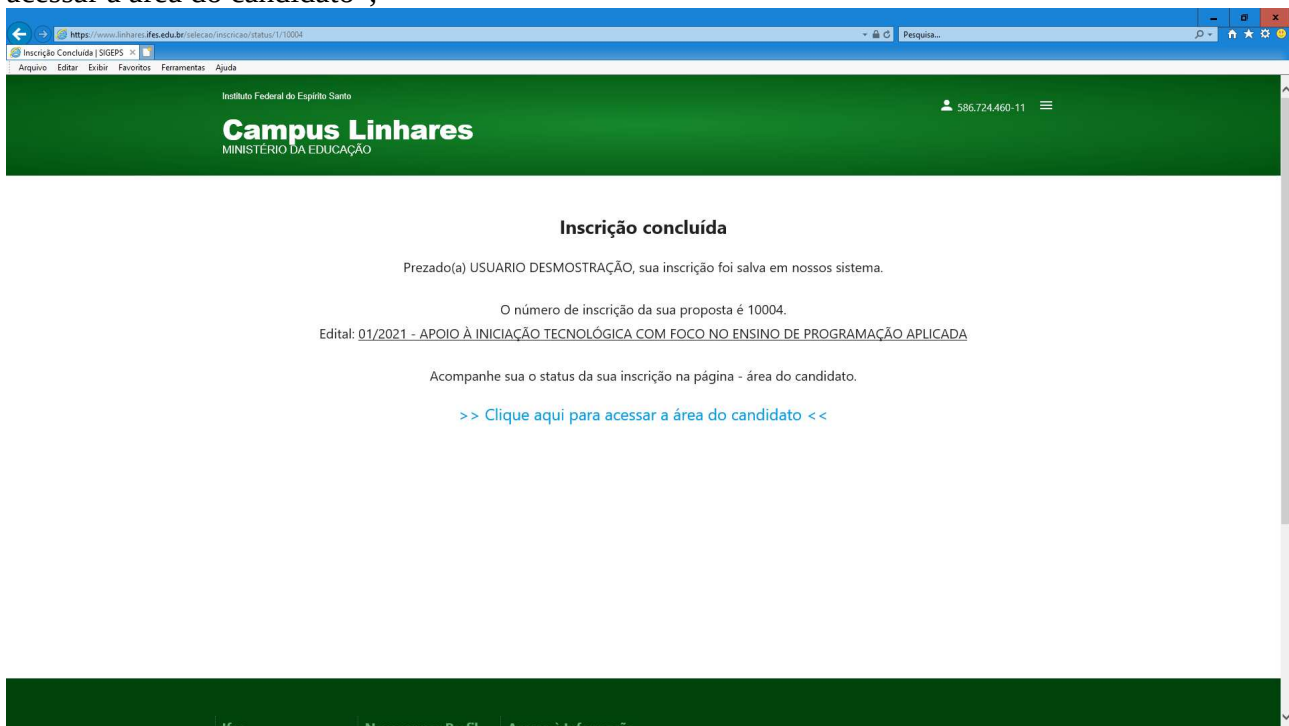 acessar a área do candidato”;
https://www.linhares.ifes.edu.br/selecao/inscricao/status/1/10004
Pesquisa...
Inscrição Concluída | SIGEPS
Arquivo Editar Exibir Favoritos Ferramentas Ajuda
Instituto Federal do Espírito Santo
586.724.460-11
Campus Linhares
MINISTÉRIO DA EDUCAÇÃO
Inscrição concluída
Prezado(a) USUARIO DESMOSTRAÇÃO, sua inscrição foi salva em nossos sistema.
O número de inscrição da sua proposta é 10004.
Edital: 01/2021 - APOIO À INICIAÇÃO TECNOLÓGICA COM FOCO NO ENSINO DE PROGRAMAÇÃO APLICADA
Acompanhe sua o status da sua inscrição na página - área do candidato.
>> Clique aqui para acessar a área do candidato <<